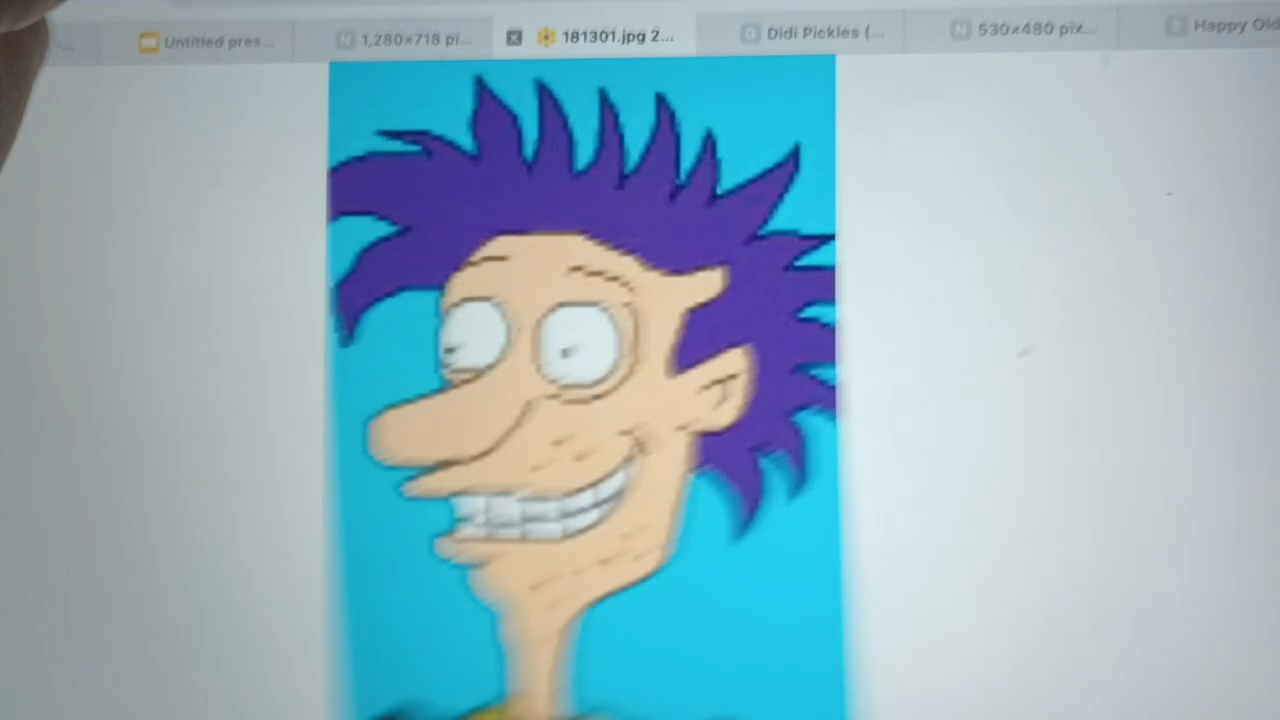 Untitled pres...
1,280×718 pi...
181301.jpg 2...
Didi Pickles (...
530×480 pix...
Happy Old